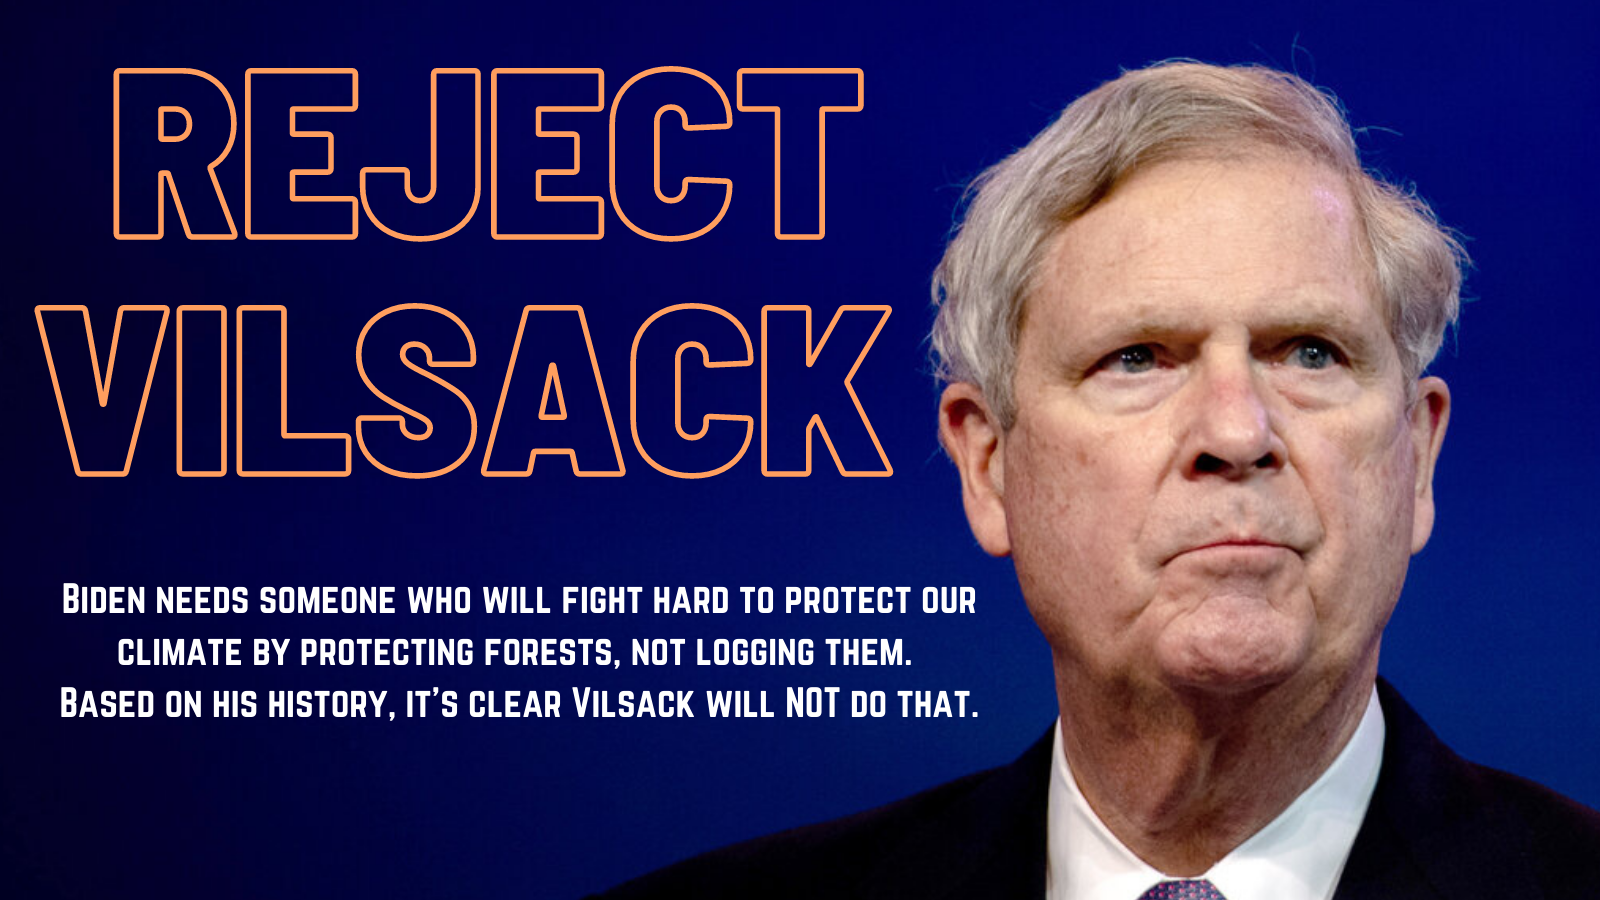 REJECT
VILSACK
Biden needs someone who will fight hard to protect our
climate by protecting forests, not logging them.
Based on his history, it's clear Vilsack will NOT do that.